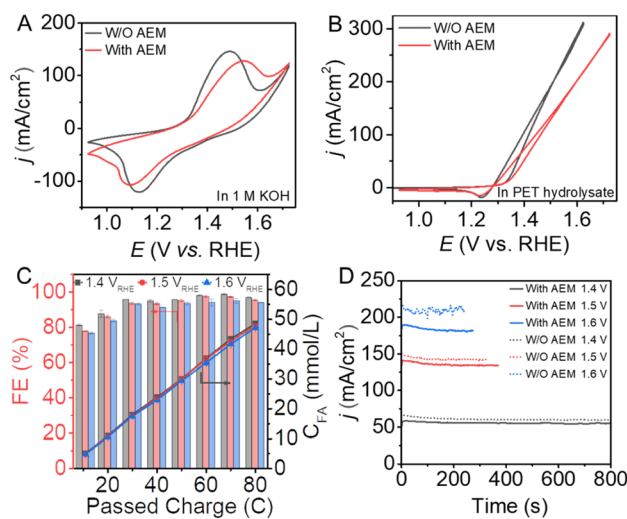 A
W/O AEM
With AEM
200
100
0
-100
j (mA/cm²)
In 1 M KOH
1.0 1.2 1.4 1.6
E (V vs. RHE)
B
W/O AEM
With AEM
300
200
100
0
j (mA/cm²)
In PET hydrolysate
1.0 1.2 1.4 1.6
E (V vs. RHE)
C
1.4 V_RHE 1.5 V_RHE 1.6 V_RHE
100
80
60
40
20
0
FE (%)
60
50
40
30
20
10
0
C_FA (mmol/L)
20 40 60 80
Passed Charge (C)
D
250
200
150
100
50
0
j (mA/cm²)
With AEM 1.4 V
With AEM 1.5 V
With AEM 1.6 V
W/O AEM 1.4 V
W/O AEM 1.5 V
W/O AEM 1.6 V
0 200 400 600 800
Time (s)